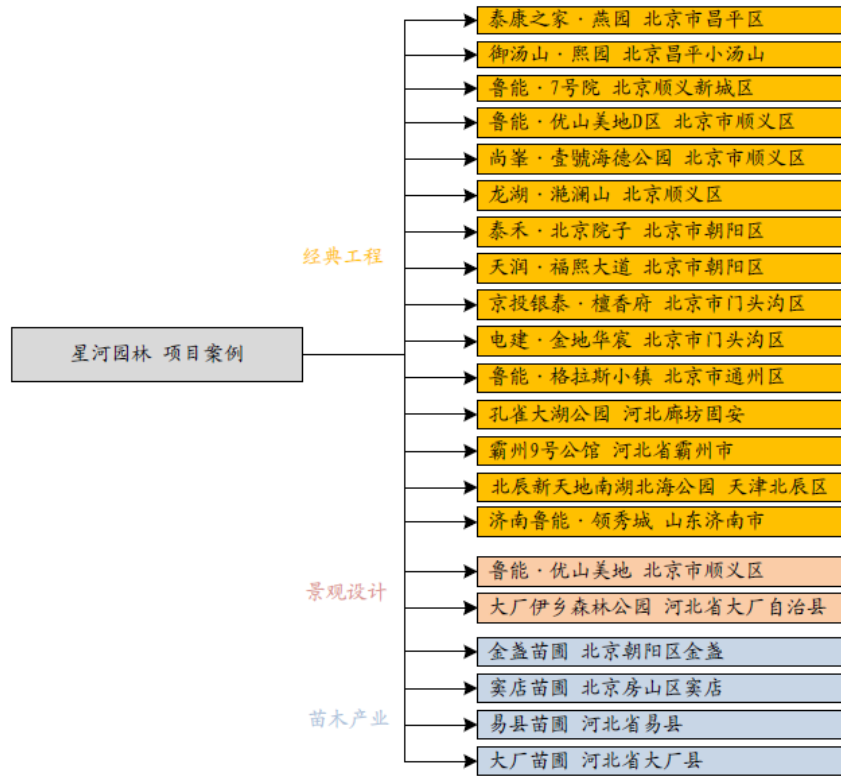 泰康之家·燕园 北京市昌平区
御汤山·熙园 北京昌平小汤山
鲁能·7号院 北京顺义新城区
鲁能·优山美地D区 北京市顺义区
尚峯·壹號海德公园 北京市顺义区
龙湖·滟澜山 北京顺义区
泰禾·北京院子 北京市朝阳区
经典工程
天润·福熙大道 北京市朝阳区
京投银泰·檀香府 北京市门头沟区
星河园林 项目案例
电建·金地华宸 北京市门头沟区
鲁能·格拉斯小镇 北京市通州区
孔雀大湖公园 河北廊坊固安
霸州9号公馆 河北省霸州市
北辰新天地南湖北海公园 天津北辰区
济南鲁能·领秀城 山东济南市
鲁能·优山美地 北京市顺义区
景观设计
大厂伊乡森林公园 河北省大厂自治县
金盏苗圃 北京朝阳区金盏
窦店苗圃 北京房山区窦店
苗木产业
易县苗圃 河北省易县
大厂苗圃 河北省大厂县